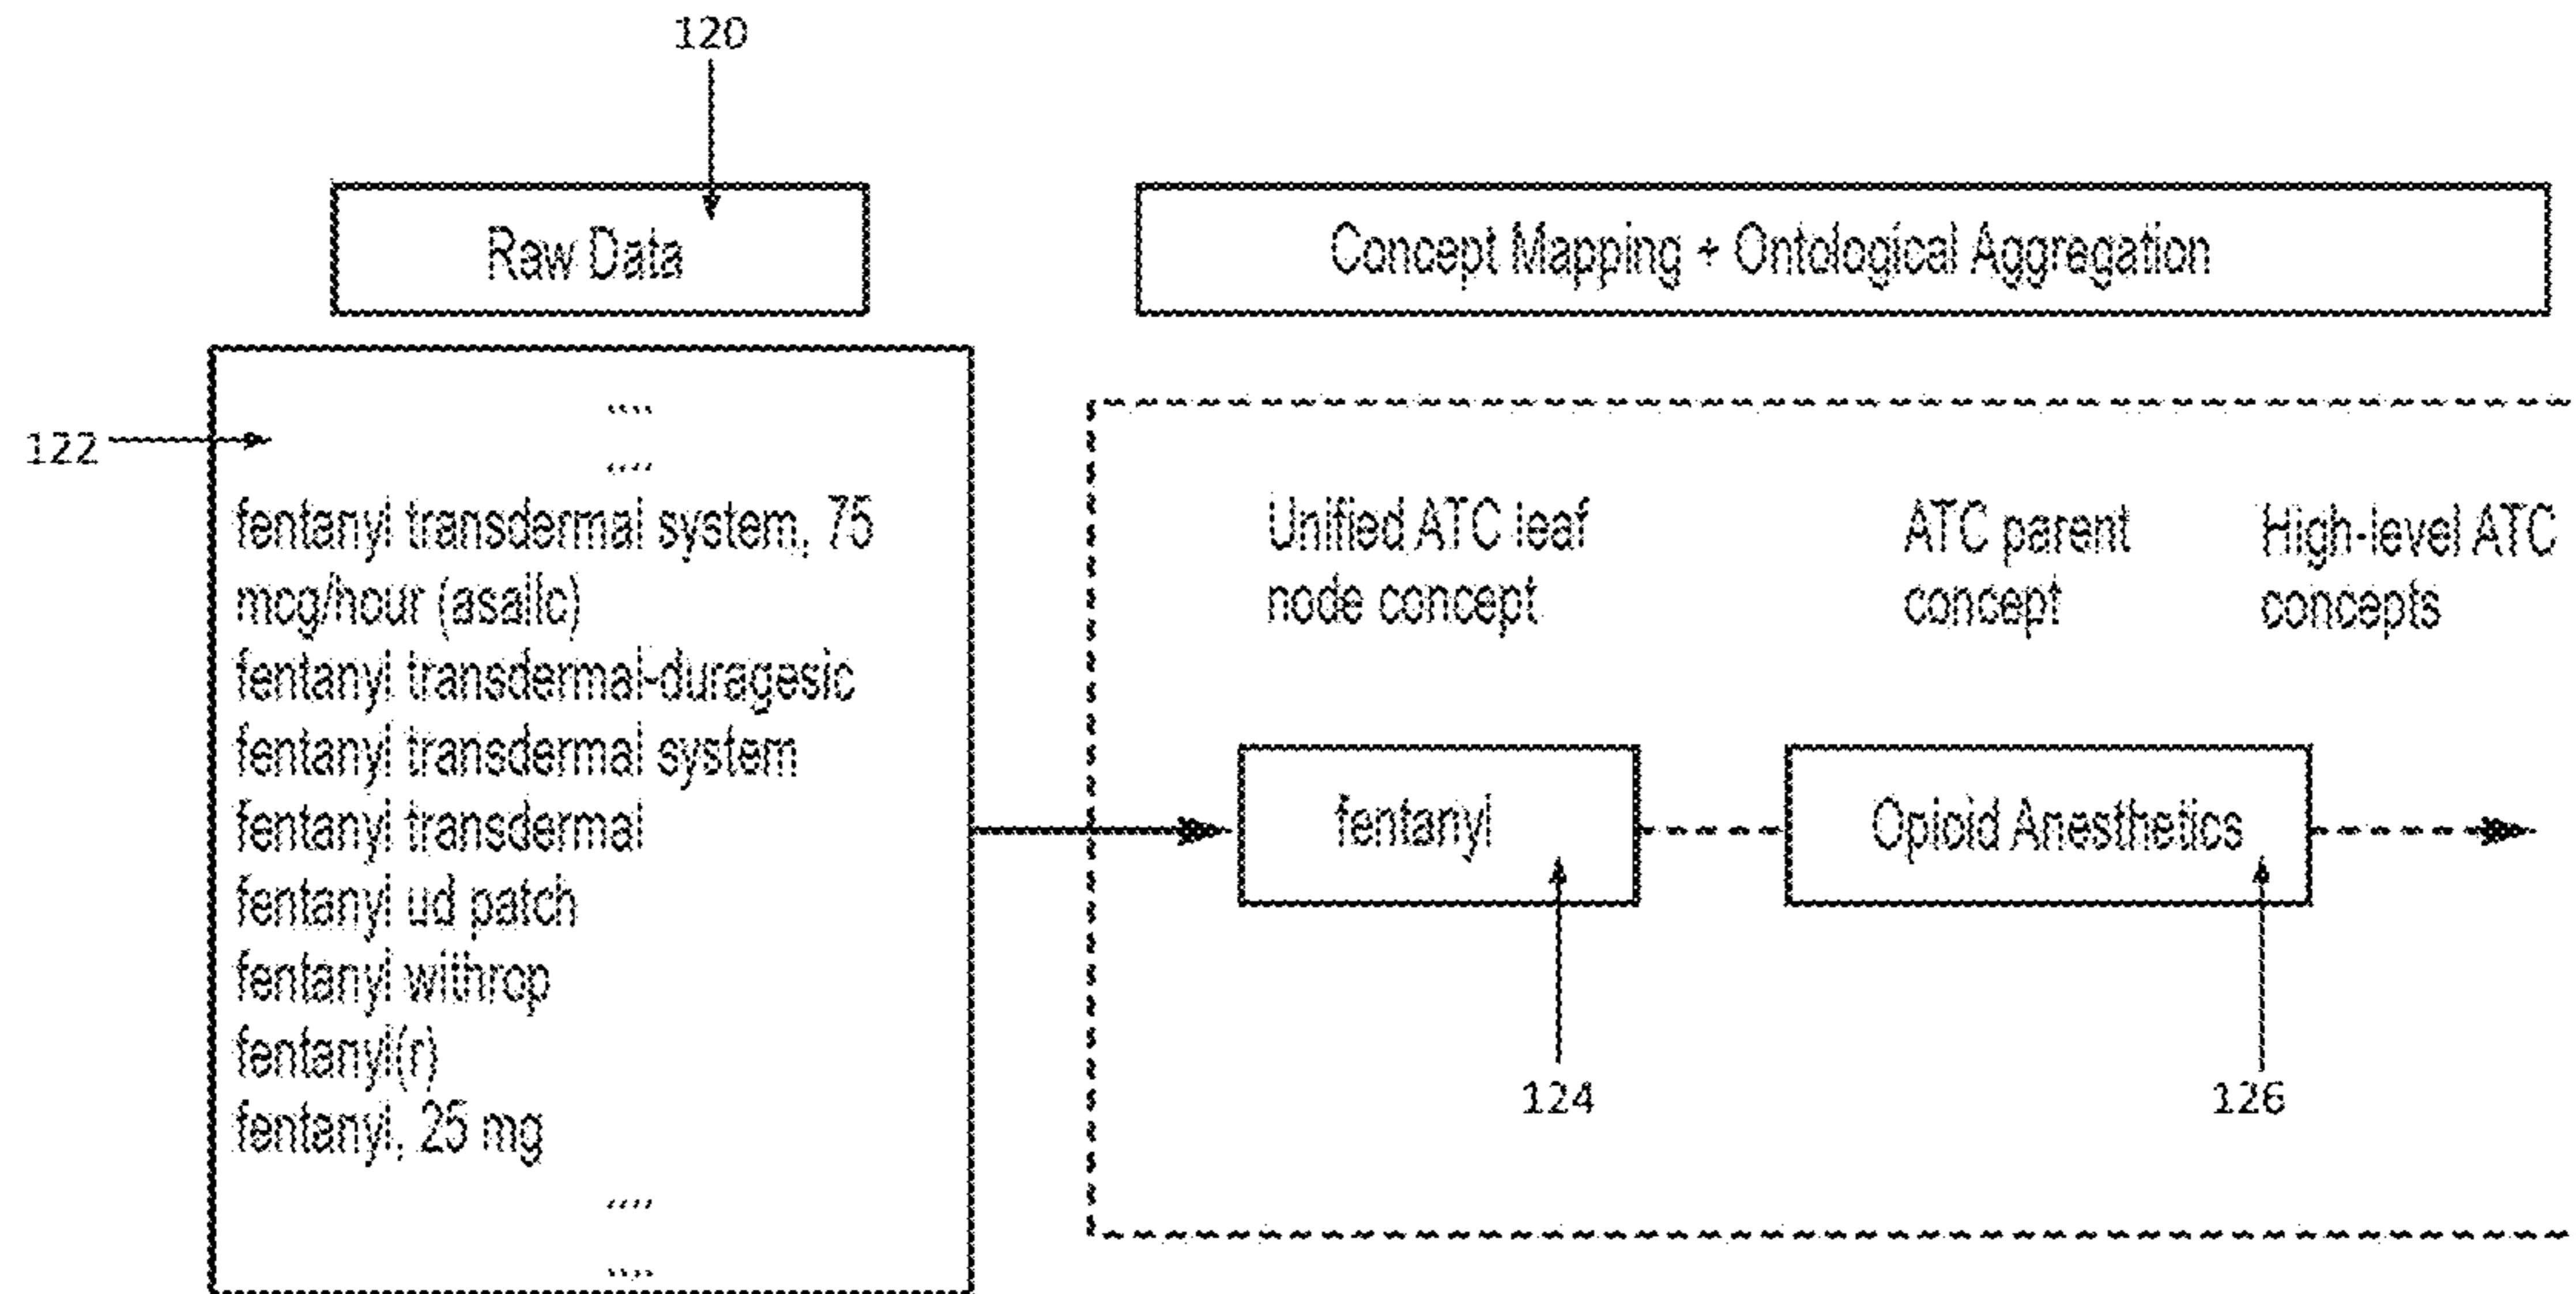 120
Raw Data
Concept Mapping + Ontological Aggregation
122
,,,,
,,,,
fentanyl transdermal system, 75
mcg/hour (asallc)
fentanyl transdermal-duragesic
fentanyl transdermal system
fentanyl transdermal
fentanyl ud patch
fentanyl withrop
fentanyl(r)
fentanyl, 25 mg
,,,,
,,,,
Unified ATC leaf
node concept
ATC parent
concept
High-level ATC
concepts
fentanyl
Opioid Anesthetics
124
126